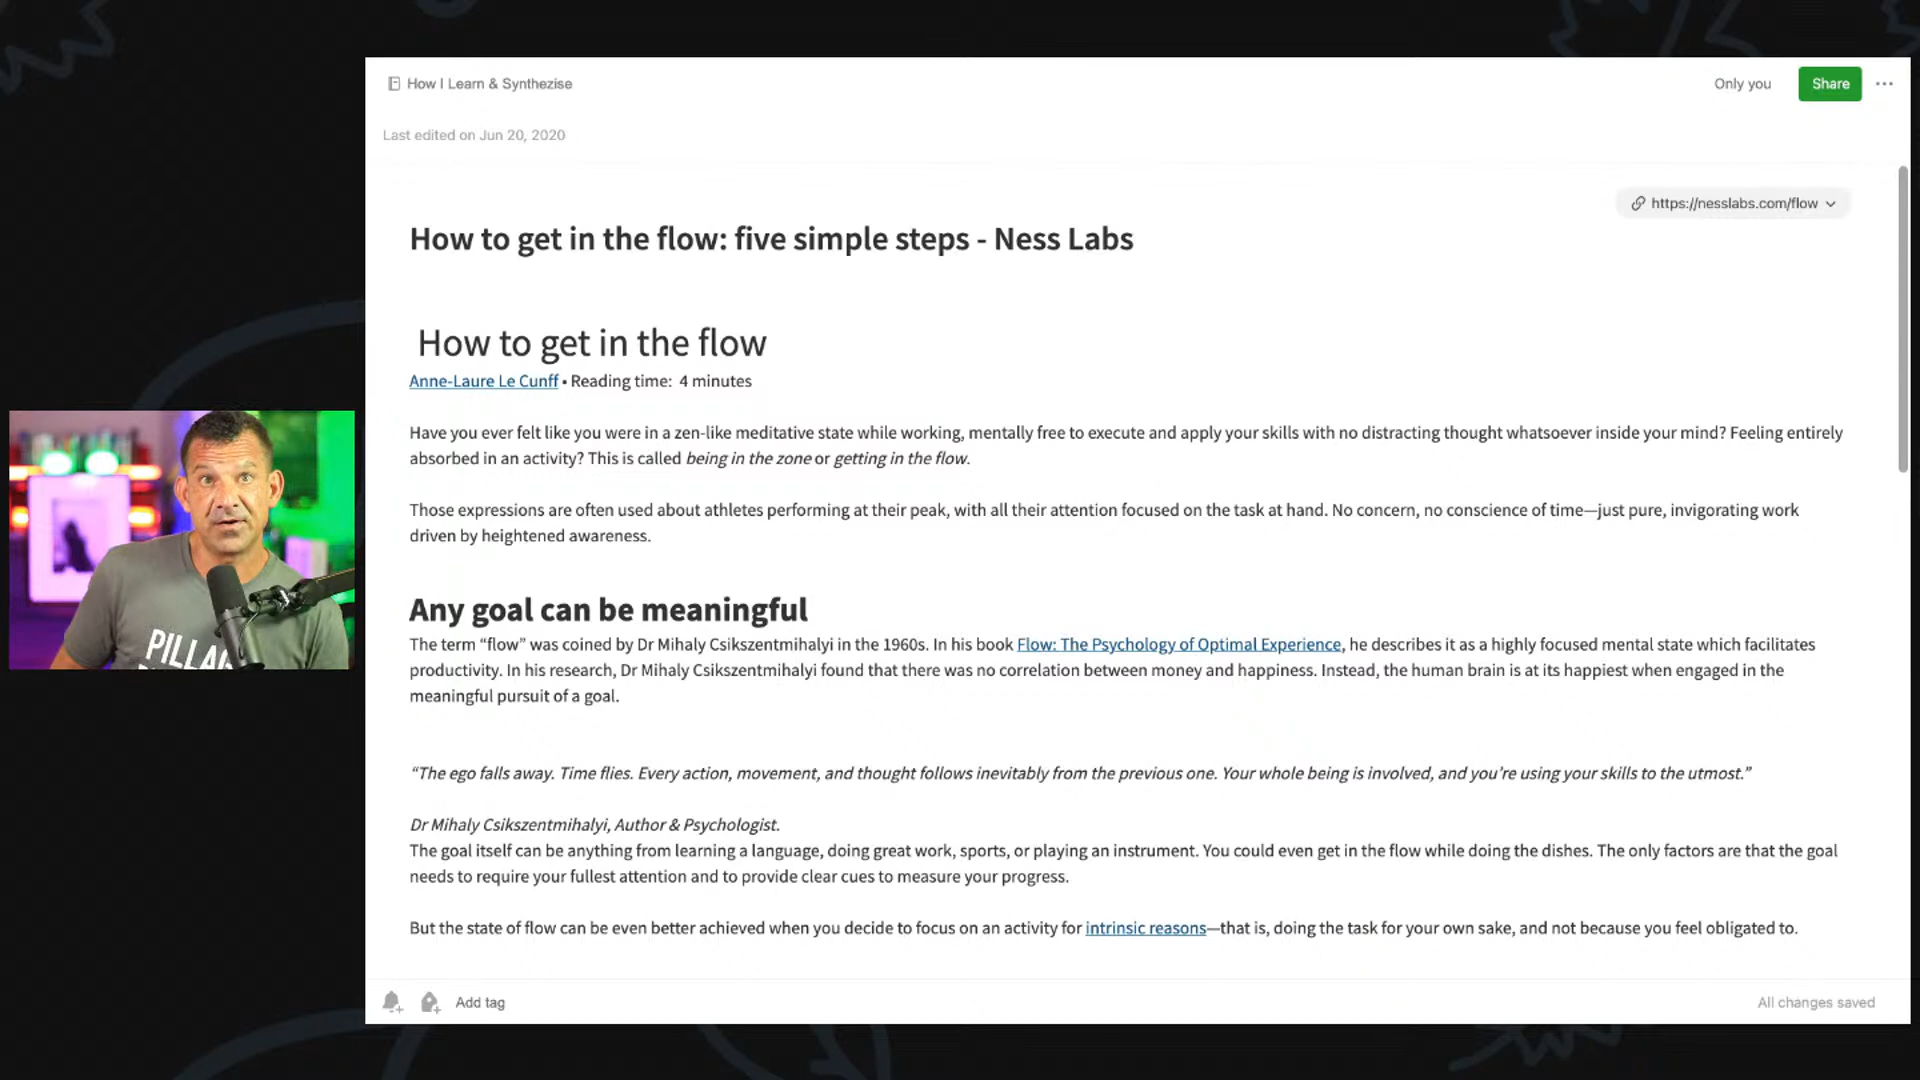 How I Learn & Synthezise
Only you
Share
Last edited on Jun 20, 2020
https://nesslabs.com/flow
How to get in the flow: five simple steps - Ness Labs
How to get in the flow
Anne-Laure Le Cunff • Reading time: 4 minutes
Have you ever felt like you were in a zen-like meditative state while working, mentally free to execute and apply your skills with no distracting thought whatsoever inside your mind? Feeling entirely
absorbed in an activity? This is called being in the zone or getting in the flow.
Those expressions are often used about athletes performing at their peak, with all their attention focused on the task at hand. No concern, no conscience of time—just pure, invigorating work
driven by heightened awareness.
Any goal can be meaningful
The term “flow” was coined by Dr Mihaly Csikszentmihalyi in the 1960s. In his book Flow: The Psychology of Optimal Experience, he describes it as a highly focused mental state which facilitates
productivity. In his research, Dr Mihaly Csikszentmihalyi found that there was no correlation between money and happiness. Instead, the human brain is at its happiest when engaged in the
meaningful pursuit of a goal.
“The ego falls away. Time flies. Every action, movement, and thought follows inevitably from the previous one. Your whole being is involved, and you’re using your skills to the utmost.”
Dr Mihaly Csikszentmihalyi, Author & Psychologist.
The goal itself can be anything from learning a language, doing great work, sports, or playing an instrument. You could even get in the flow while doing the dishes. The only factors are that the goal
needs to require your fullest attention and to provide clear cues to measure your progress.
But the state of flow can be even better achieved when you decide to focus on an activity for intrinsic reasons—that is, doing the task for your own sake, and not because you feel obligated to.
Add tag
All changes saved
PILLAG